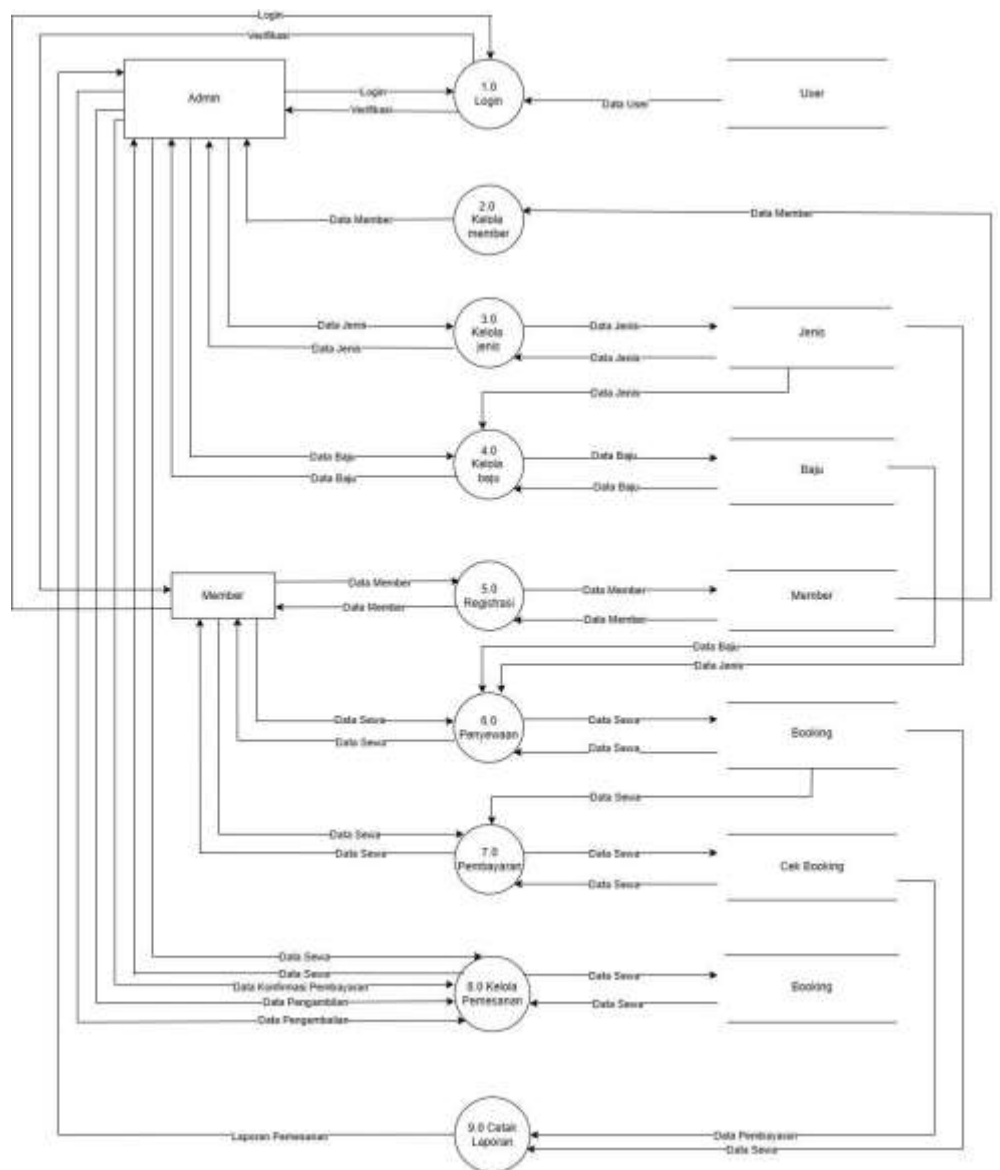 Login
Verifikasi
Admin
Login
Verifikasi
1.0
Login
Data User
User
Data Member
2.0
Kelola
member
Data Member
Data Jenis
Data Jenis
3.0
Kelola
jenis
Data Jenis
Data Jenis
Jenis
Data Jenis
Data Baju
Data Baju
4.0
Kelola
baju
Data Baju
Data Baju
Baju
Member
Data Member
Data Member
5.0
Registrasi
Data Member
Data Member
Member
Data Baju
Data Jenis
Data Sewa
Data Sewa
6.0
Penyewaan
Data Sewa
Data Sewa
Booking
Data Sewa
Data Sewa
Data Sewa
7.0
Pembayaran
Data Sewa
Data Sewa
Cek Booking
Data Sewa
Data Sewa
Data Konfirmasi Pembayaran
Data Pengambilan
Data Pengembalian
8.0 Kelola
Pemesanan
Data Sewa
Data Sewa
Booking
Laporan Pemesanan
9.0 Cetak
Laporan
Data Pembayaran
Data Sewa